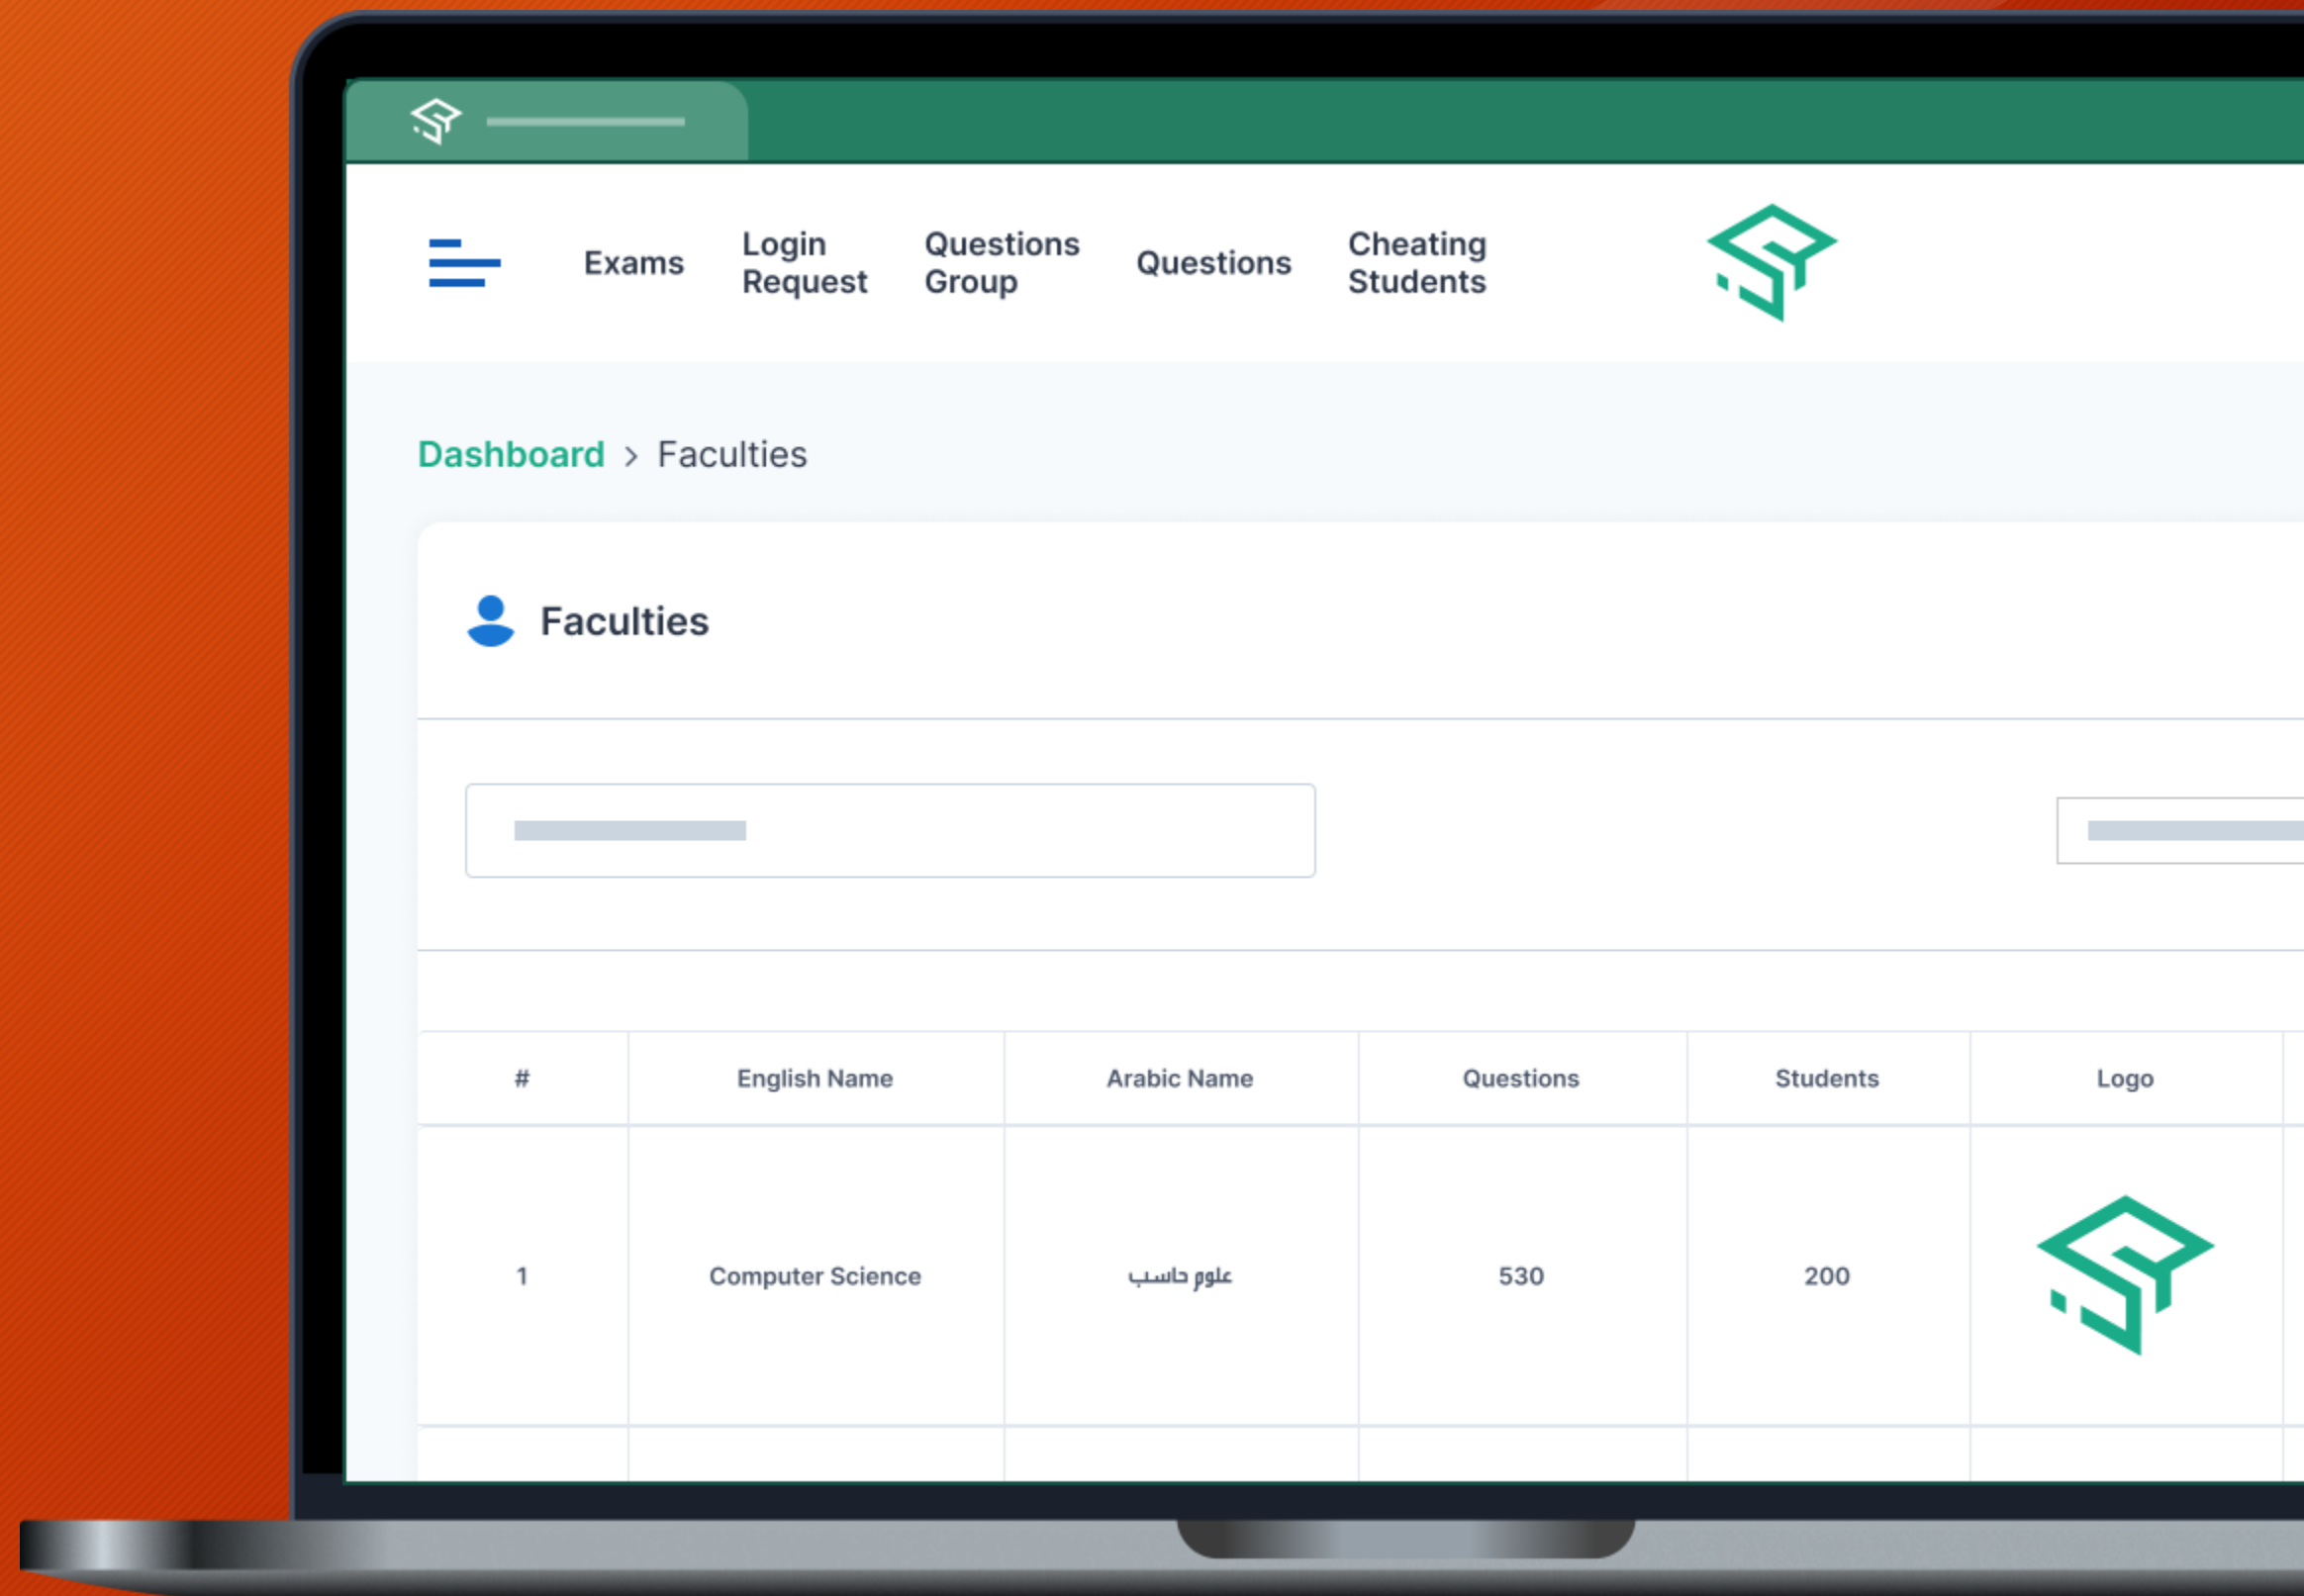 Exams
Login
Request
Questions
Group
Questions
Cheating
Students
Dashboard > Faculties
Faculties
# English Name Arabic Name Questions Students Logo
1 Computer Science علوم حاسب 530 200